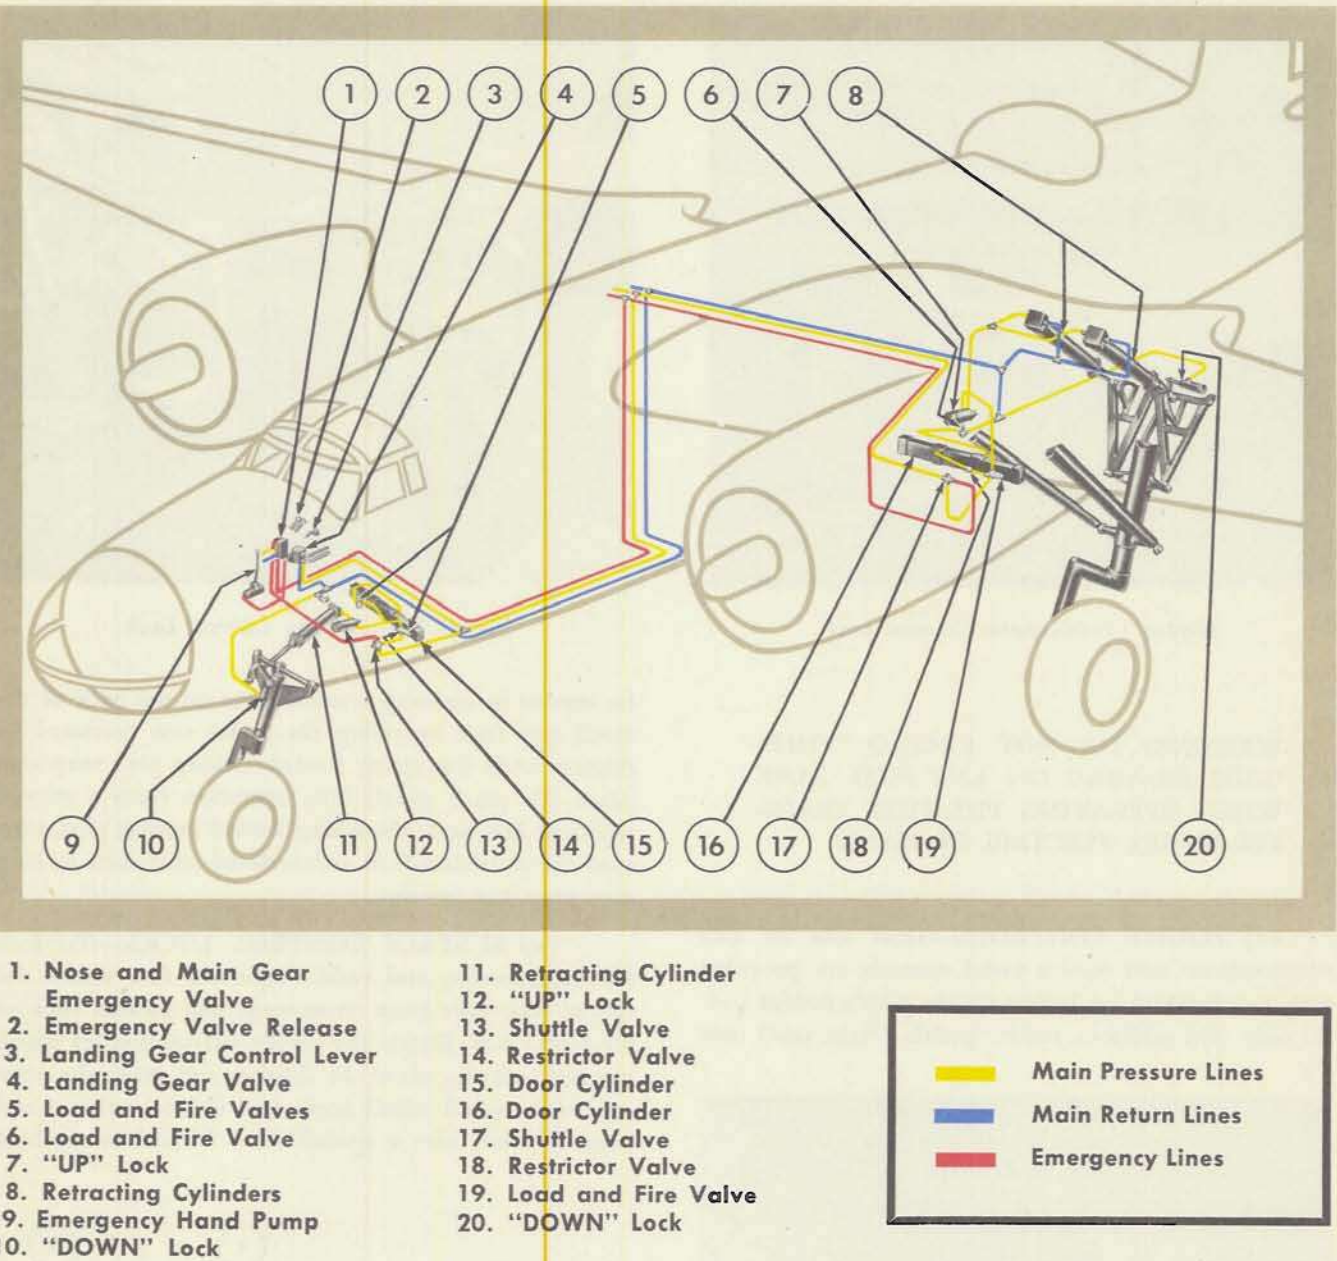 1 2 3 4 5 6 7 8
9 10 11 12 13 14 15 16 17 18 19 20
1. Nose and Main Gear
Emergency Valve
2. Emergency Valve Release
3. Landing Gear Control Lever
4. Landing Gear Valve
5. Load and Fire Valves
6. Load and Fire Valve
7. "UP" Lock
8. Retracting Cylinders
9. Emergency Hand Pump
0. "DOWN" Lock
11. Retracting Cylinder
12. "UP" Lock
13. Shuttle Valve
14. Restrictor Valve
15. Door Cylinder
16. Door Cylinder
17. Shuttle Valve
18. Restrictor Valve
19. Load and Fire Valve
20. "DOWN" Lock
Main Pressure Lines
Main Return Lines
Emergency Lines